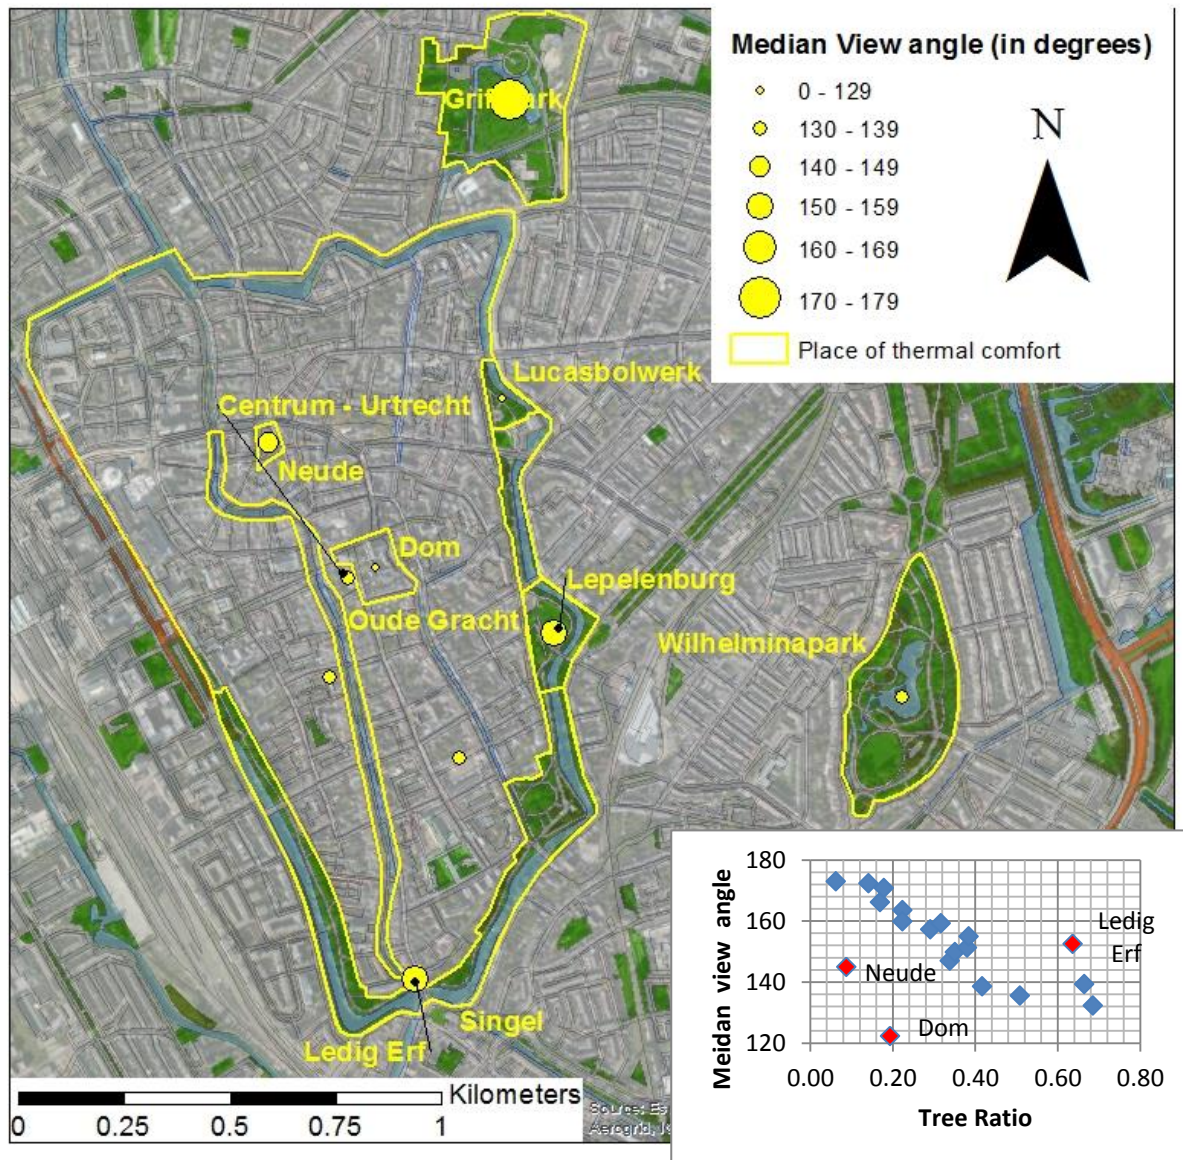 Median View angle (in degrees)
0 - 129
130 - 139
140 - 149
150 - 159
160 - 169
170 - 179
Place of thermal comfort
N
Lucasbolwerk
Centrum - Urtrecht
Neude
Dom
Lepelenburg
Oude Gracht
Wilhelminapark
Singel
Ledig Erf
Kilometers
0 0.25 0.5 0.75 1
Meidan view angle
180
160
140
120
0.00 0.20 0.40 0.60 0.80
Tree Ratio
Ledig
Erf
Neude
Dom